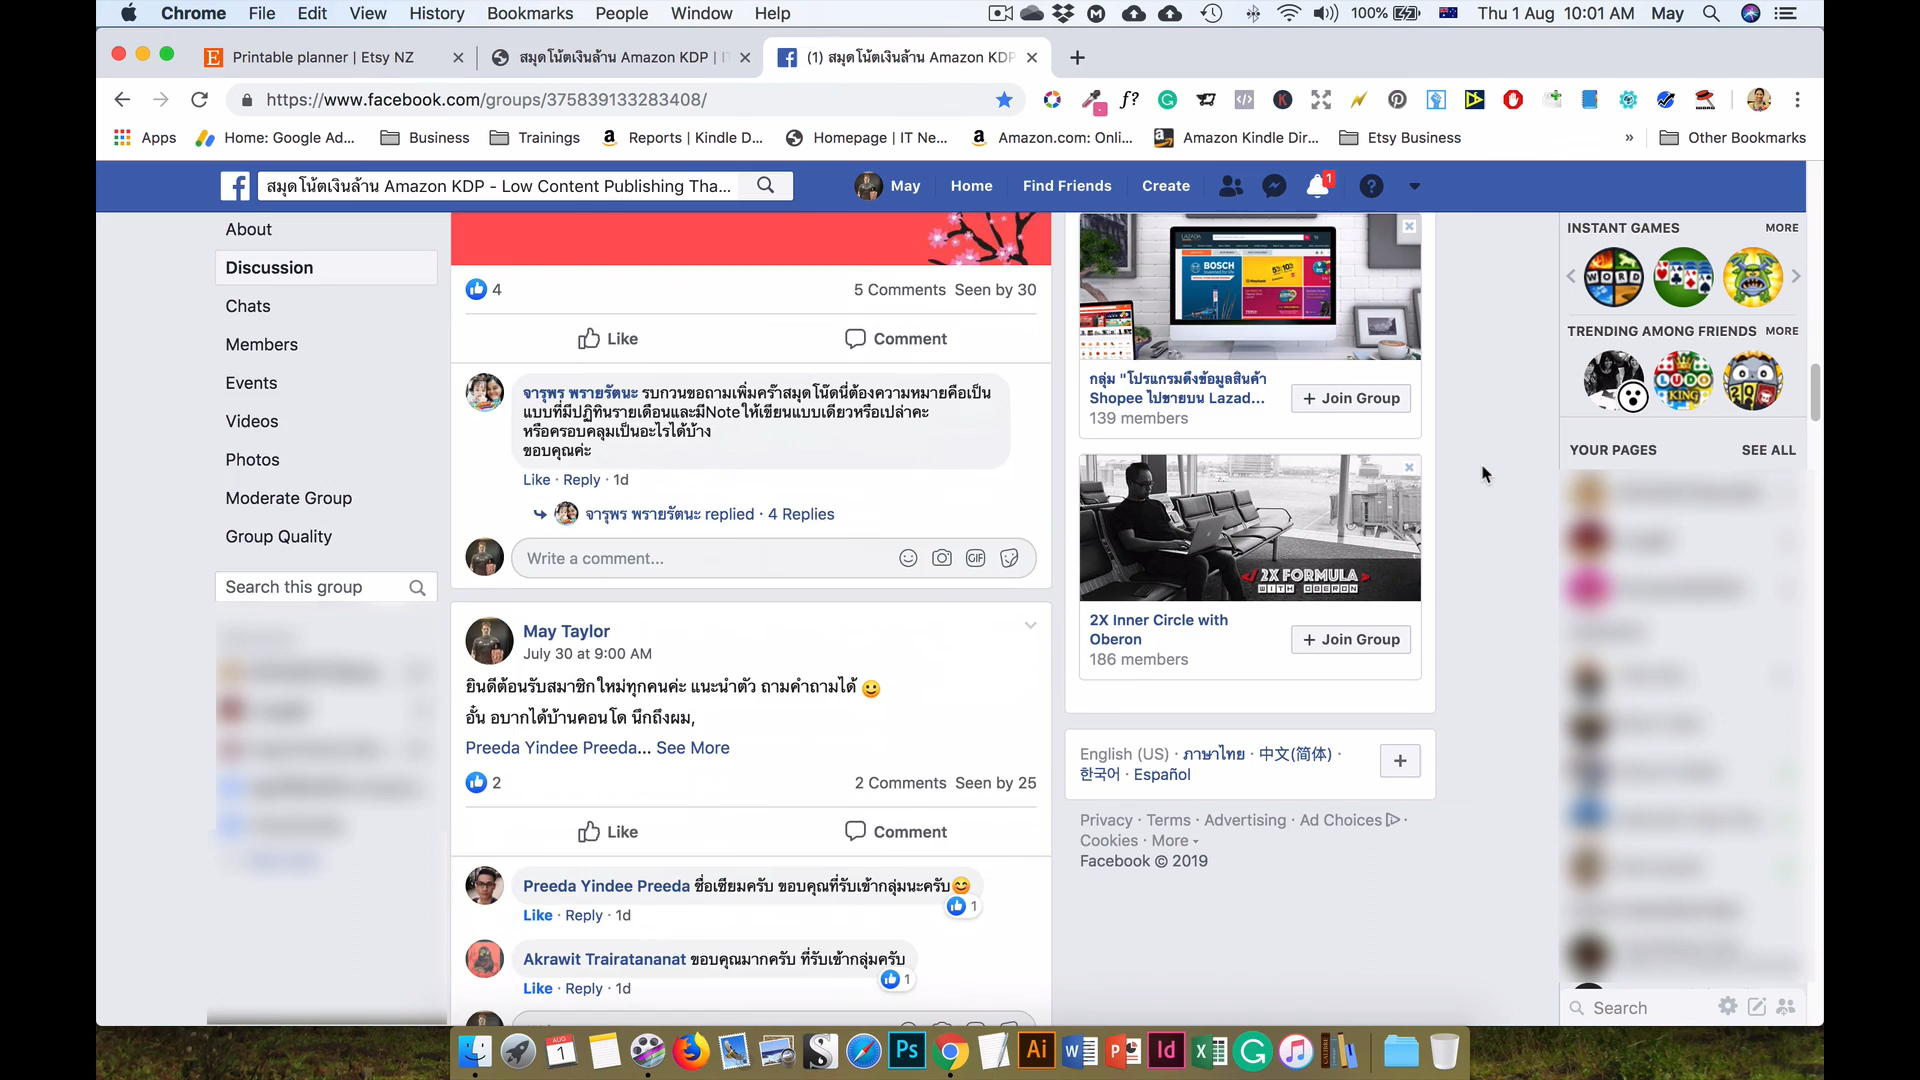 Chrome File Edit View History Bookmarks People Window Help
100% Thu 1 Aug 10:01 AM May
Printable planner | Etsy NZ
สมุดโน้ตเงินล้าน Amazon KDP | IT
(1) สมุดโน้ตเงินล้าน Amazon KDP
https://www.facebook.com/groups/375839133283408/
Apps Home: Google Ad... Business Trainings Reports | Kindle D... Homepage | IT Ne... Amazon.com: Onli... Amazon Kindle Dir... Etsy Business » Other Bookmarks
สมุดโน้ตเงินล้าน Amazon KDP - Low Content Publishing Tha...
May Home Find Friends Create 1
About
Discussion
Chats
Members
Events
Videos
Photos
Moderate Group
Group Quality
Search this group
4 5 Comments Seen by 30
Like Comment
จารุพร พรายรัตนะ รบกวนขอถามเพิ่มคร๊าสมุดโน๊ดนี่ต้องความหมายคือเป็น
แบบที่มีปฏิทินรายเดือนและมีNoteให้เขียนแบบเดียวหรือเปล่าคะ
หรือครอบคลุมเป็นอะไรได้บ้าง
ขอบคุณค่ะ
Like · Reply · 1d
จารุพร พรายรัตนะ replied · 4 Replies
Write a comment...
GIF
May Taylor
July 30 at 9:00 AM
ยินดีต้อนรับสมาชิกใหม่ทุกคนค่ะ แนะนำตัว ถามคำถามได้
อั๋น อบากได้บ้านคอนโด นึกถึงผม,
Preeda Yindee Preeda... See More
2 2 Comments Seen by 25
Like Comment
Preeda Yindee Preeda ชื่อเซียมครับ ขอบคุณที่รับเข้ากลุ่มนะครับ
1
Like · Reply · 1d
Akrawit Trairatananat ขอบคุณมากครับ ที่รับเข้ากลุ่มครับ
1
Like · Reply · 1d
LAZADA
BOSCH
กลุ่ม "โปรแกรมดึงข้อมูลสินค้า
Shopee ไปขายบน Lazad...
139 members
+ Join Group
2X FORMULA
WITH OBERON
2X Inner Circle with
Oberon
186 members
+ Join Group
English (US) · ภาษาไทย · 中文(简体) ·
한국어 · Español
Privacy · Terms · Advertising · Ad Choices ·
Cookies · More
Facebook © 2019
INSTANT GAMES MORE
WORD
TRENDING AMONG FRIENDS MORE
LUDO
KING
YOUR PAGES SEE ALL
Search
AUG
1
Ps
Ai
W
P
Id
X